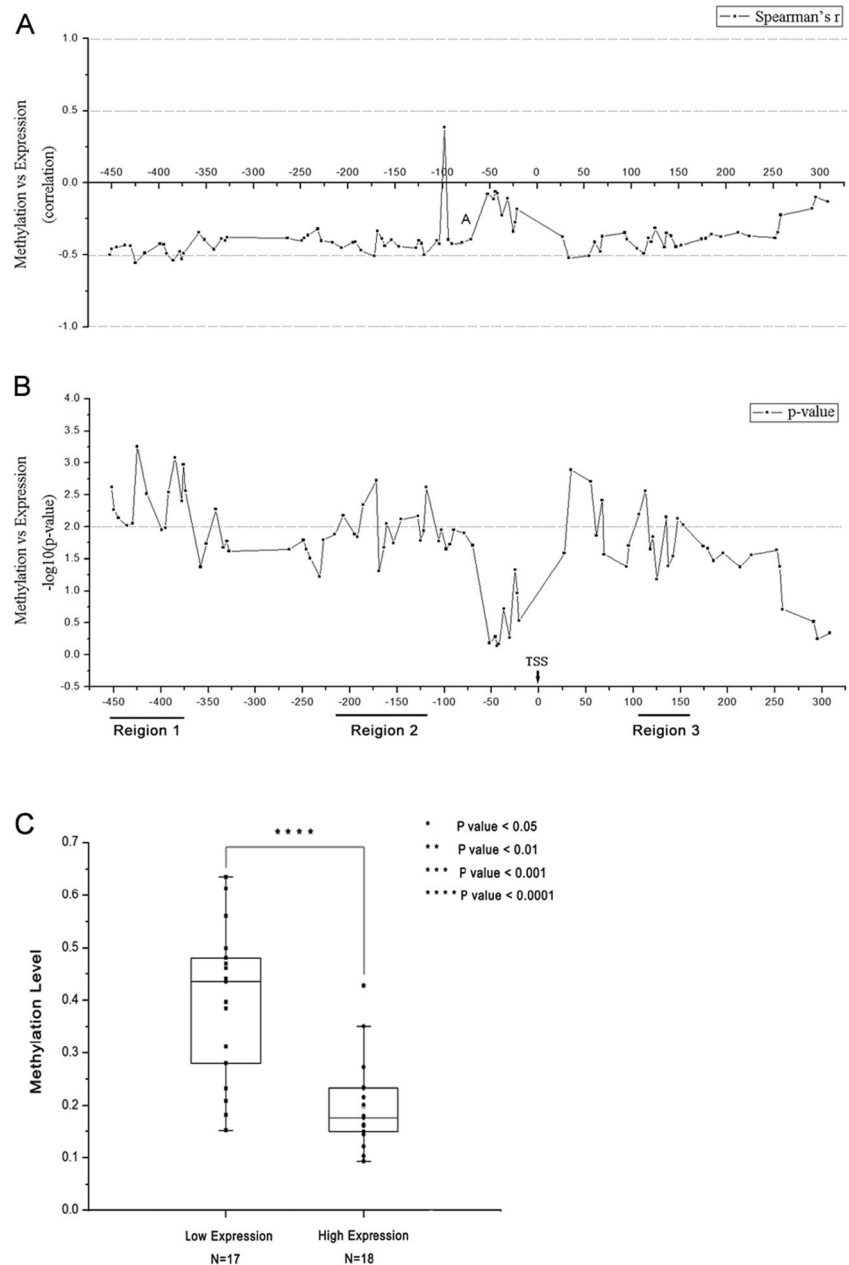 A
Spearman's r
1.0
0.5
0.0
-0.5
-1.0
Methylation vs Expression
(correlation)
-450 -400 -350 -300 -250 -200 -150 -100 -50 0 50 100 150 200 250 300
A
B
p-value
4.0
3.5
3.0
2.5
2.0
1.5
1.0
0.5
0.0
-0.5
Methylation vs Expression
-log10(p-value)
TSS
-450 -400 -350 -300 -250 -200 -150 -100 -50 0 50 100 150 200 250 300
Reigion 1 Reigion 2 Reigion 3
C
****
* P value < 0.05
** P value < 0.01
*** P value < 0.001
**** P value < 0.0001
0.7
0.6
0.5
0.4
0.3
0.2
0.1
0.0
Methylation Level
Low Expression High Expression
N=17 N=18